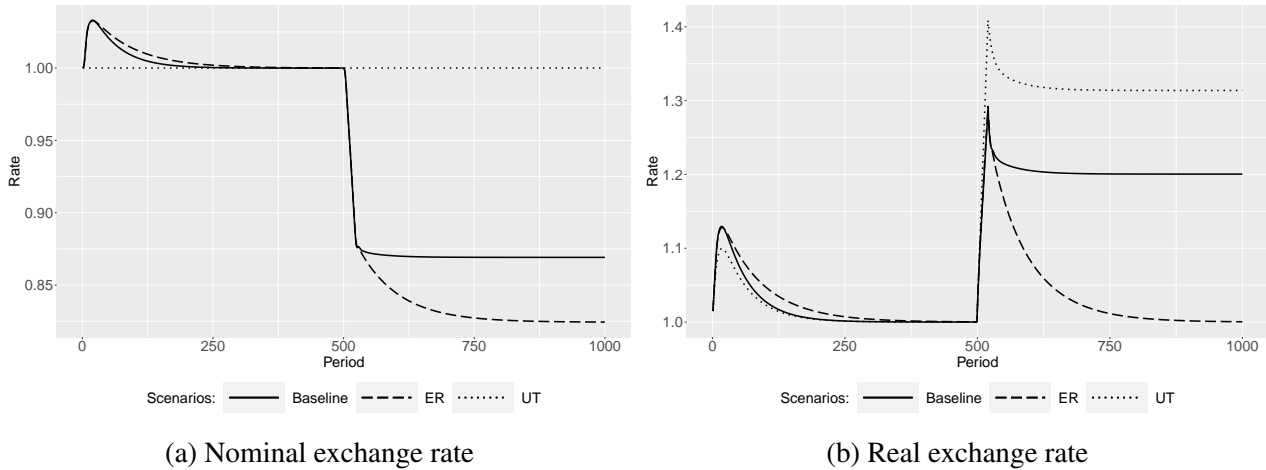 1.00
0.95
0.90
0.85
Rate
0 250 500 750 1000
Period
Scenarios: Baseline ER UT
(a) Nominal exchange rate
1.4
1.3
1.2
1.1
1.0
Rate
0 250 500 750 1000
Period
Scenarios: Baseline ER UT
(b) Real exchange rate